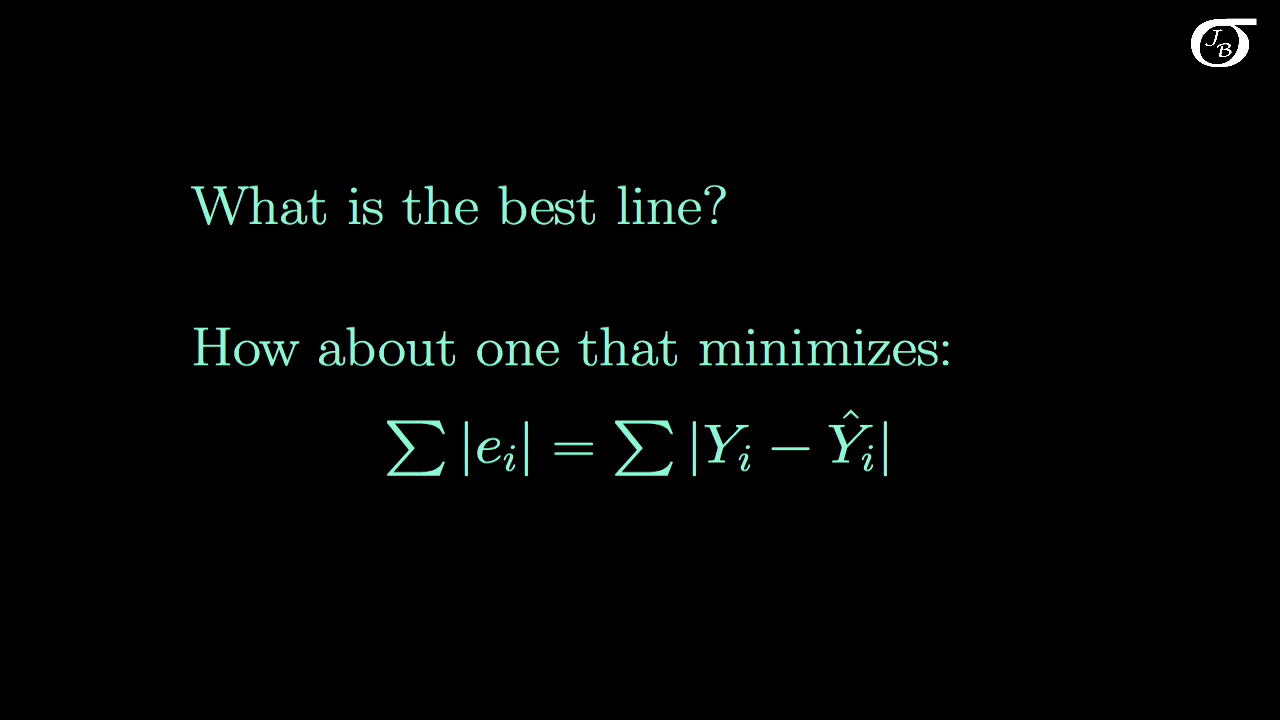 J
B
What is the best line?
How about one that minimizes:
∑ |e_i| = ∑ |Y_i − Ŷ_i|